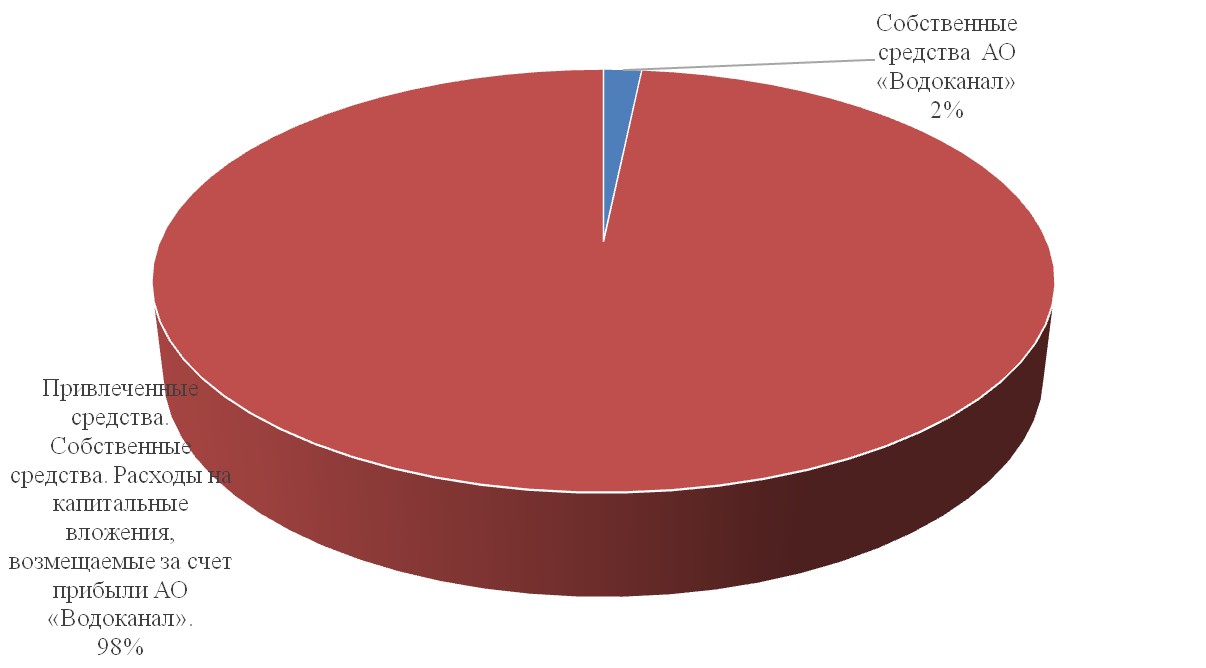 Собственные
средства АО
«Водоканал»
2%
Привлеченные
средства.
Собственные
средства. Расходы на
капитальные
вложения,
возмещаемые за счет
прибыли АО
«Водоканал».
98%